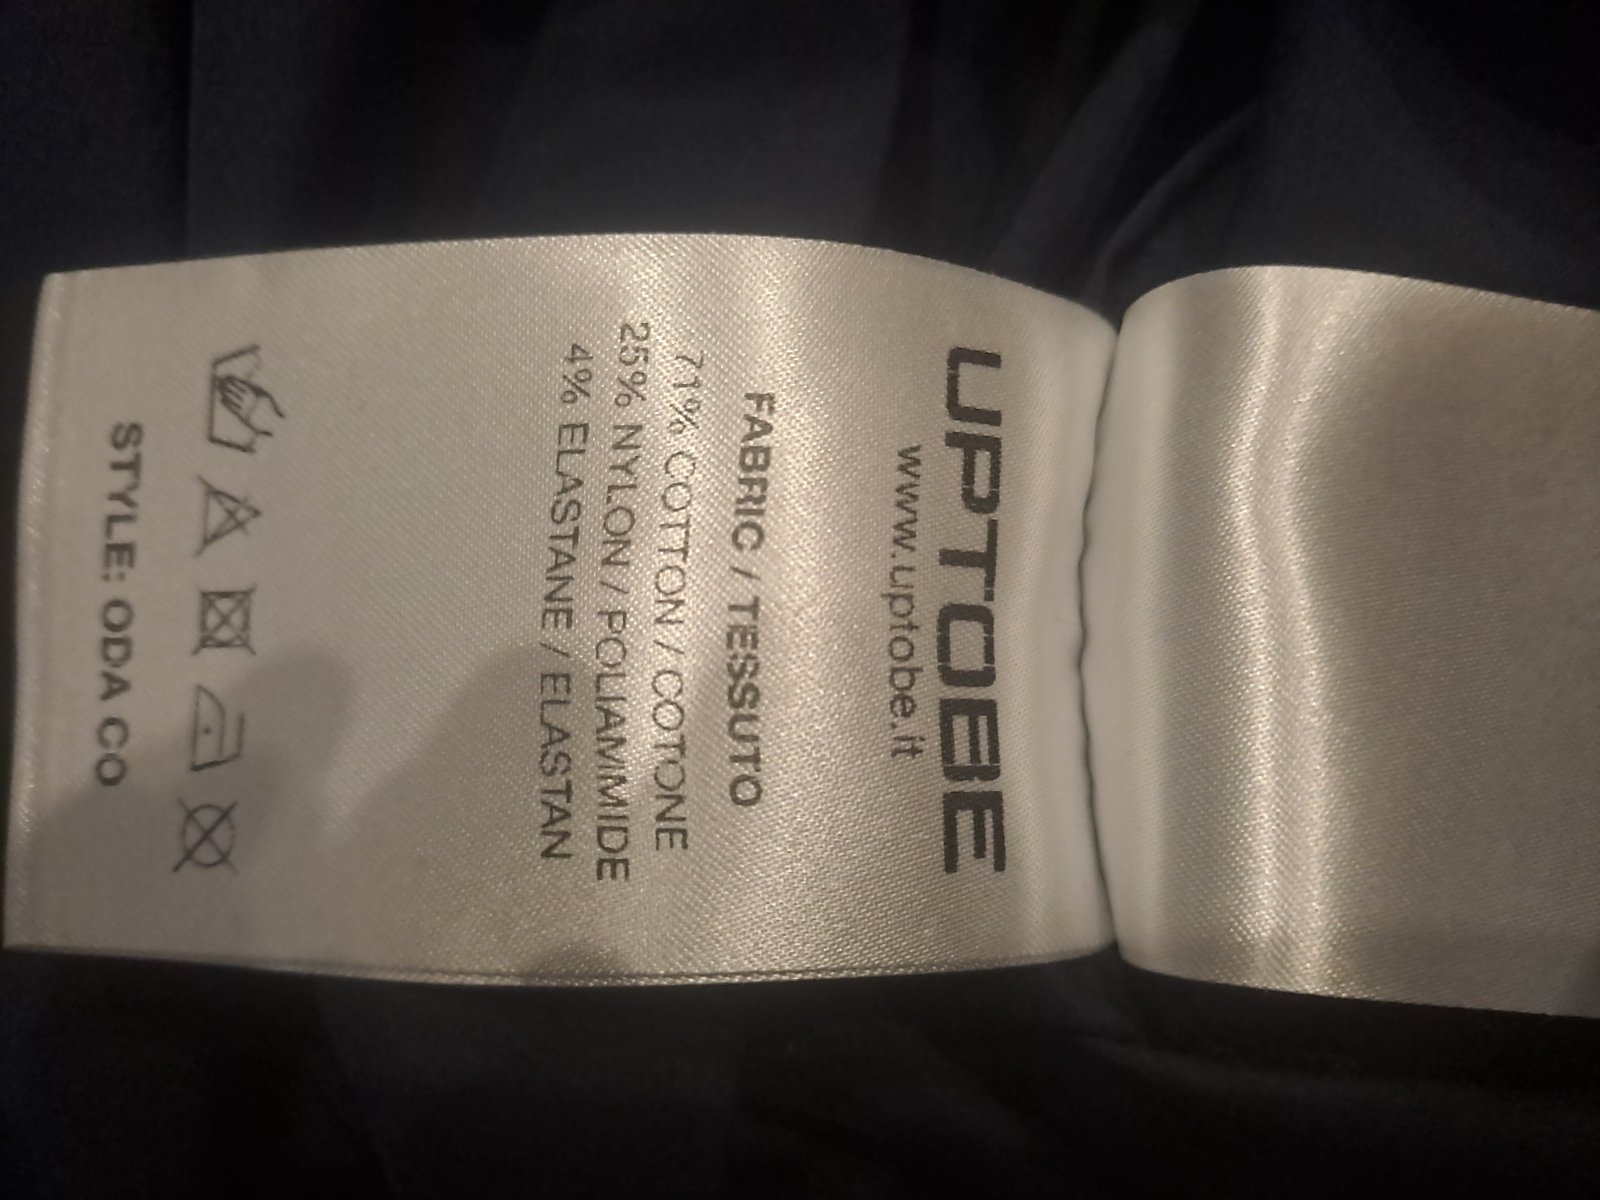 UPTOBE
www.uptobe.it
FABRIC / TESSUTO
71% COTTON / COTONE
25% NYLON / POLIAMMIDE
4% ELASTANE / ELASTAN
STYLE: ODA CO